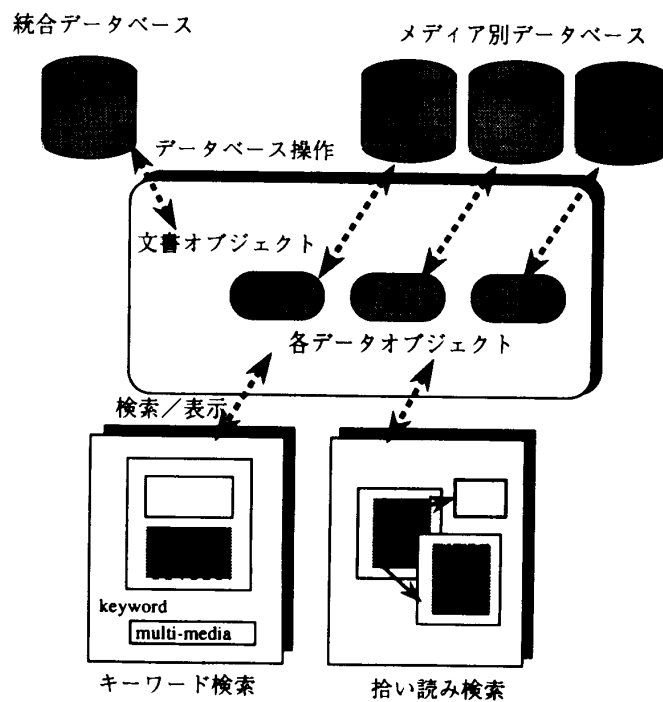 統合データベース
メディア別データベース
データベース操作
文書オブジェクト
各データオブジェクト
検索／表示
keyword
multi-media
キーワード検索
拾い読み検索